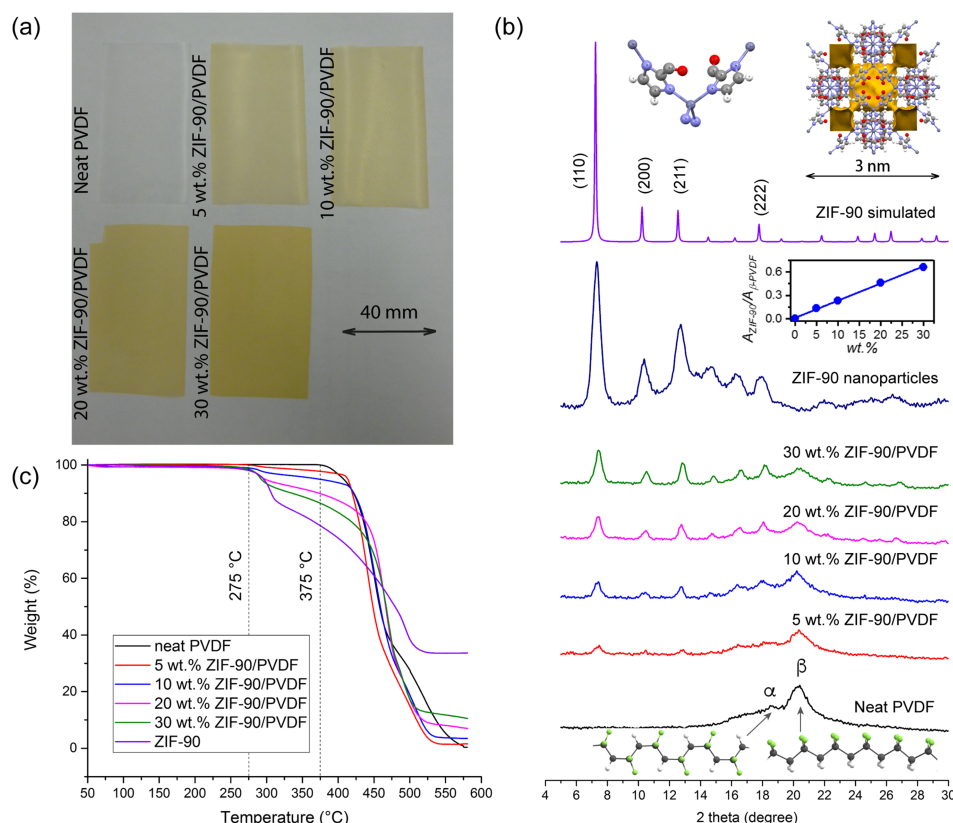 (a)
Neat PVDF
5 wt.% ZIF-90/PVDF
10 wt.% ZIF-90/PVDF
20 wt.% ZIF-90/PVDF
30 wt.% ZIF-90/PVDF
40 mm
(b)
(110)
(200)
(211)
(222)
3 nm
ZIF-90 simulated
A_ZIF-90/A_β-PVDF
0.6
0.3
0.0
0 5 10 15 20 25 30
wt.%
ZIF-90 nanoparticles
30 wt.% ZIF-90/PVDF
20 wt.% ZIF-90/PVDF
10 wt.% ZIF-90/PVDF
5 wt.% ZIF-90/PVDF
Neat PVDF
α
β
4 6 8 10 12 14 16 18 20 22 24 26 28 30
2 theta (degree)
(c)
Weight (%)
100
80
60
40
20
0
275 °C
375 °C
neat PVDF
5 wt.% ZIF-90/PVDF
10 wt.% ZIF-90/PVDF
20 wt.% ZIF-90/PVDF
30 wt.% ZIF-90/PVDF
ZIF-90
50 100 150 200 250 300 350 400 450 500 550 600
Temperature (°C)